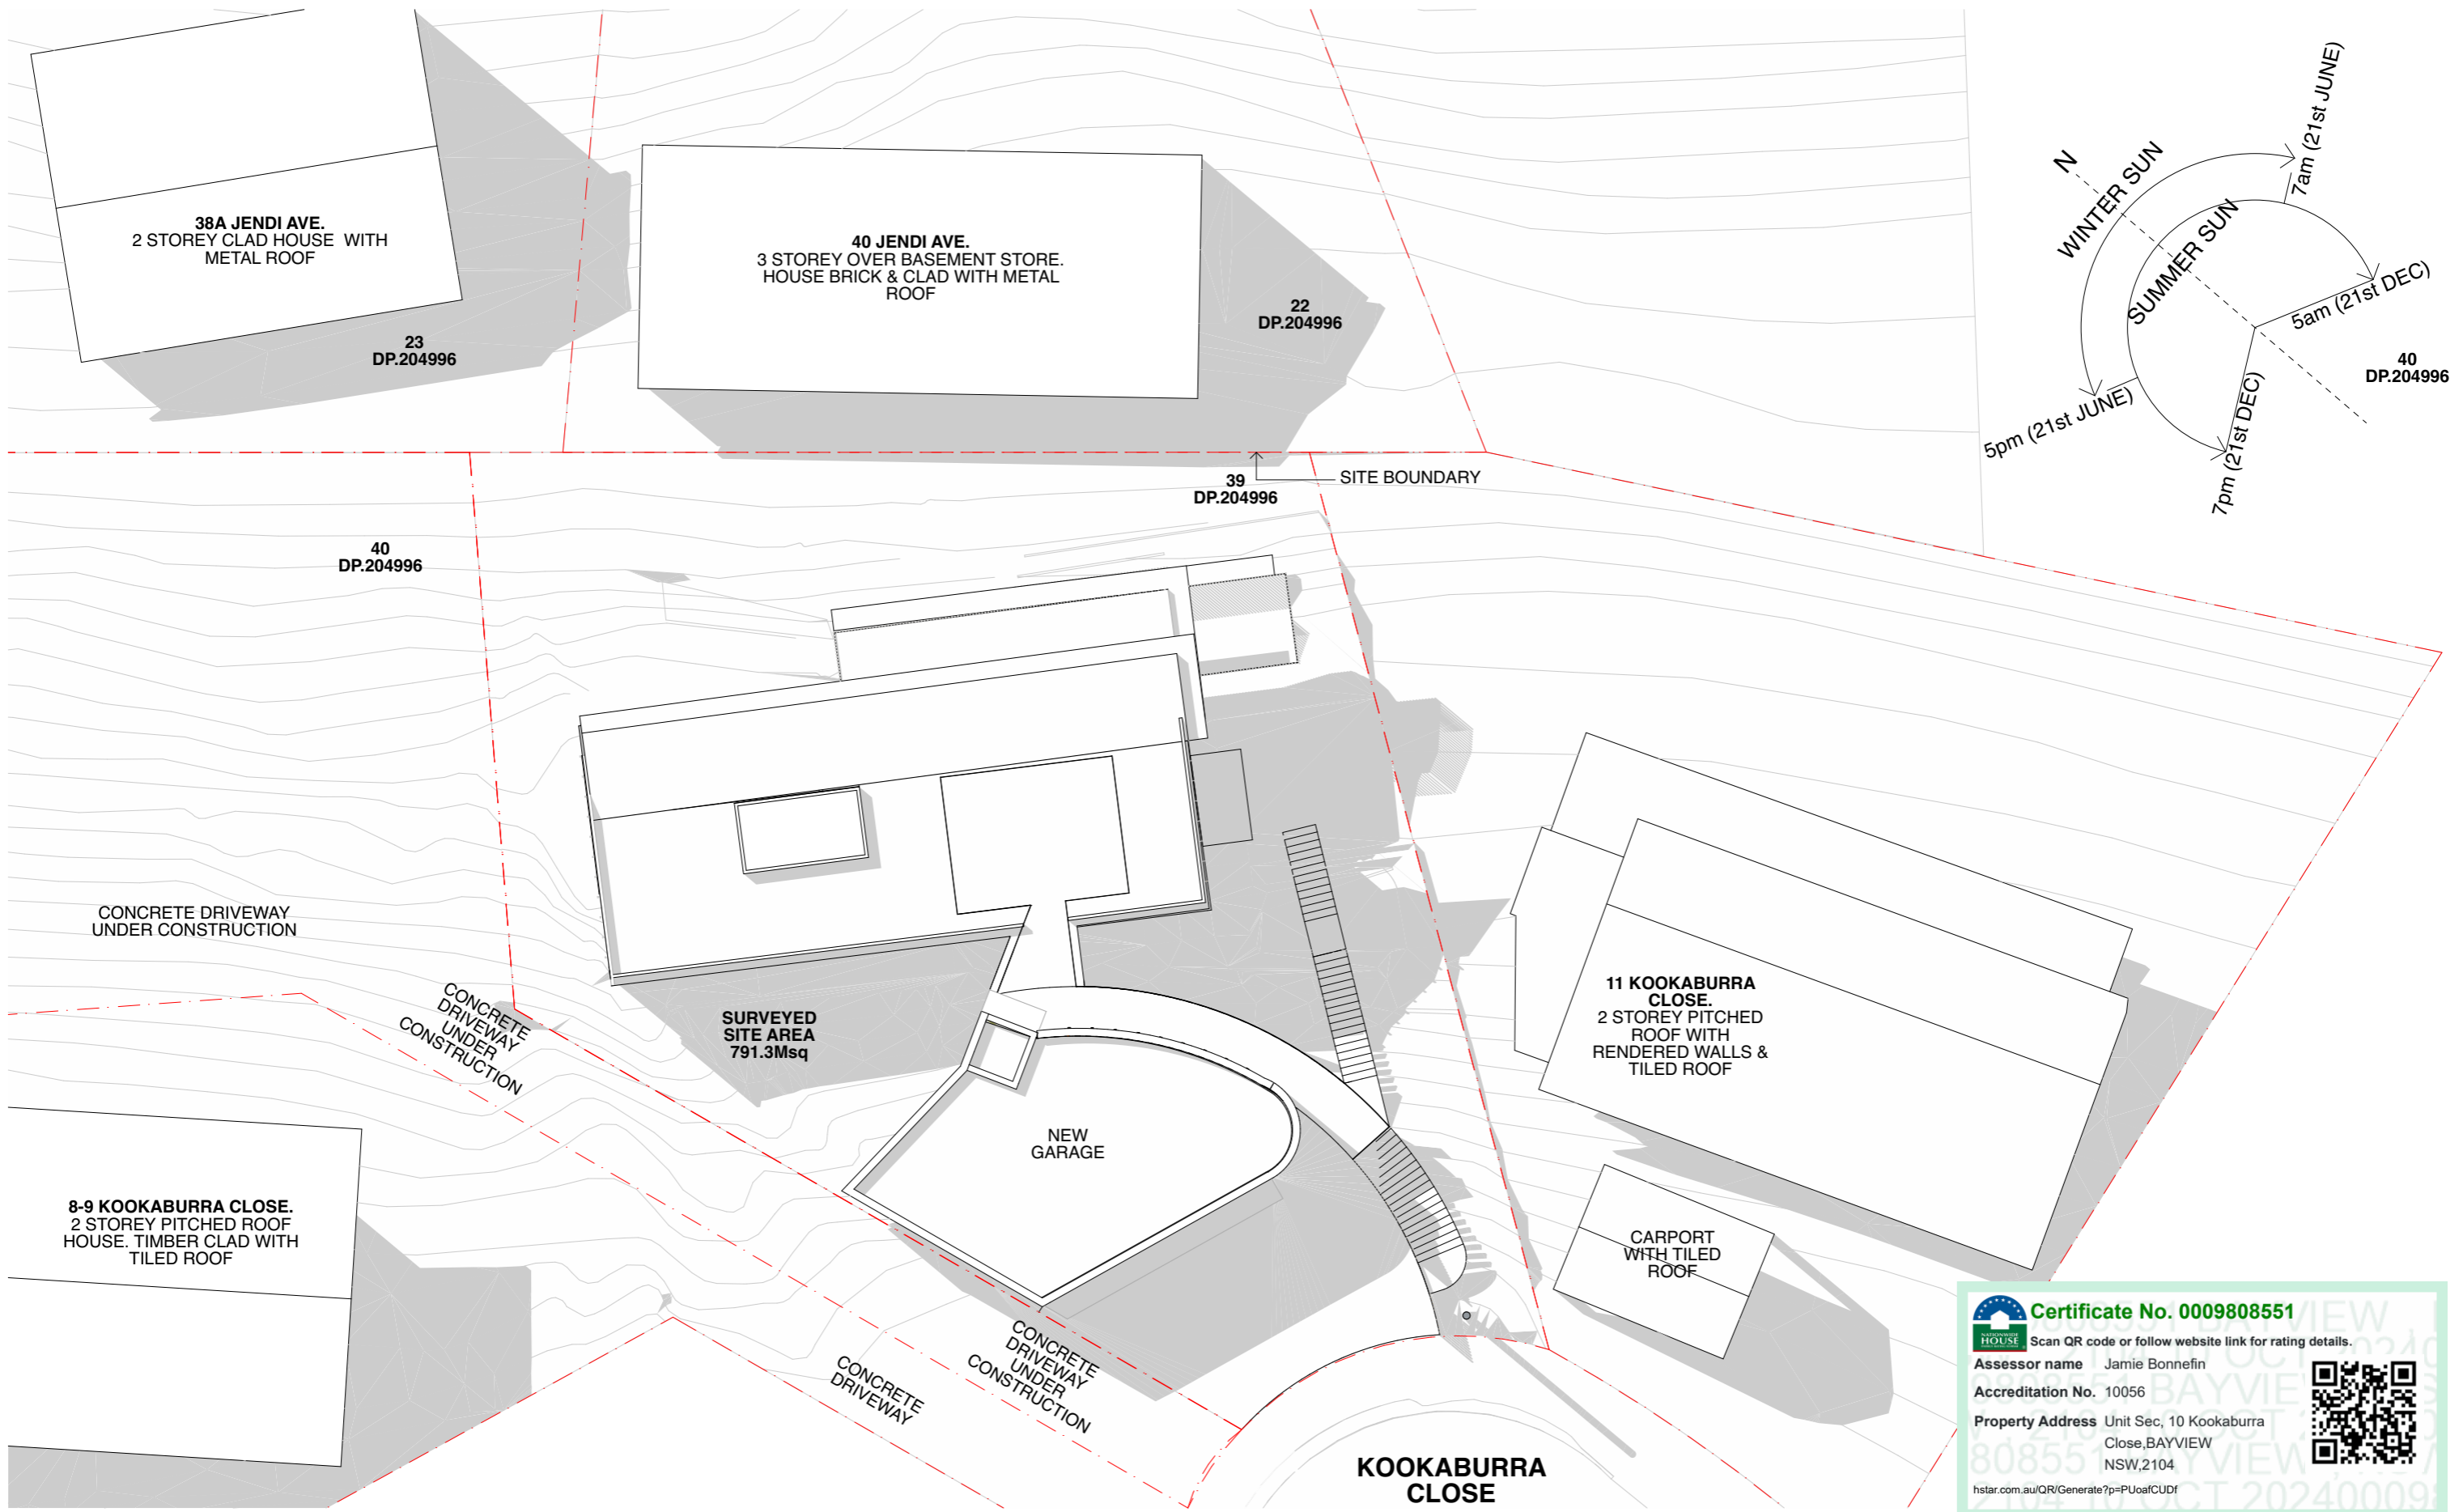 38A JENDI AVE.
2 STOREY CLAD HOUSE WITH
METAL ROOF
23
DP.204996
40 JENDI AVE.
3 STOREY OVER BASEMENT STORE.
HOUSE BRICK & CLAD WITH METAL
ROOF
22
DP.204996
N
WINTER SUN
SUMMER SUN
7am (21st JUNE)
5am (21st DEC)
5pm (21st JUNE)
7pm (21st DEC)
40
DP.204996
39
DP.204996
SITE BOUNDARY
40
DP.204996
CONCRETE DRIVEWAY
UNDER CONSTRUCTION
CONCRETE
DRIVEWAY
UNDER
CONSTRUCTION
SURVEYED
SITE AREA
791.3Msq
NEW
GARAGE
11 KOOKABURRA
CLOSE.
2 STOREY PITCHED
ROOF WITH
RENDERED WALLS &
TILED ROOF
8-9 KOOKABURRA CLOSE.
2 STOREY PITCHED ROOF
HOUSE. TIMBER CLAD WITH
TILED ROOF
CARPORT
WITH TILED
ROOF
CONCRETE
DRIVEWAY
CONCRETE
DRIVEWAY
UNDER
CONSTRUCTION
KOOKABURRA
CLOSE
NATIONWIDE
HOUSE
Certificate No. 0009808551
Scan QR code or follow website link for rating details.
Assessor name Jamie Bonnefin
Accreditation No. 10056
Property Address Unit Sec, 10 Kookaburra
Close,BAYVIEW
NSW,2104
hstar.com.au/QR/Generate?p=PUoafCUDf